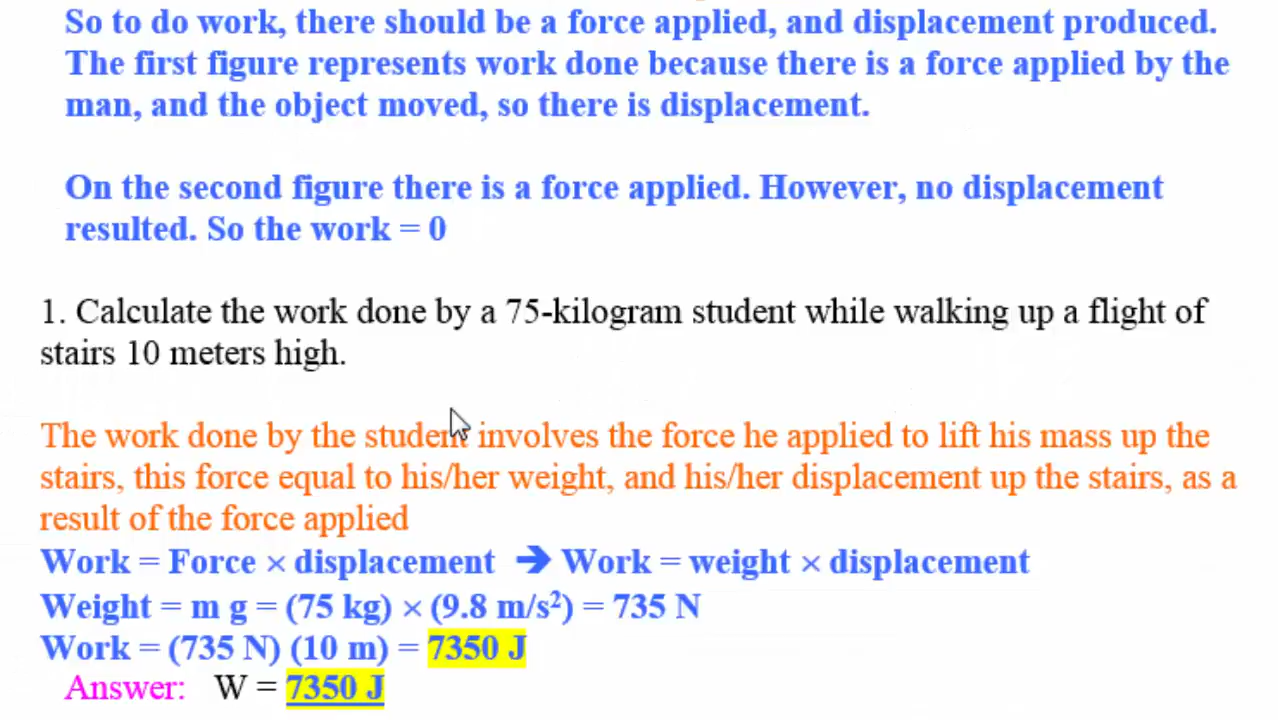 So to do work, there should be a force applied, and displacement produced.
The first figure represents work done because there is a force applied by the
man, and the object moved, so there is displacement.
On the second figure there is a force applied. However, no displacement
resulted. So the work = 0
1. Calculate the work done by a 75-kilogram student while walking up a flight of
stairs 10 meters high.
The work done by the student involves the force he applied to lift his mass up the
stairs, this force equal to his/her weight, and his/her displacement up the stairs, as a
result of the force applied
Work = Force × displacement ➔ Work = weight × displacement
Weight = m g = (75 kg) × (9.8 m/s²) = 735 N
Work = (735 N) (10 m) = 7350 J
Answer: W = 7350 J